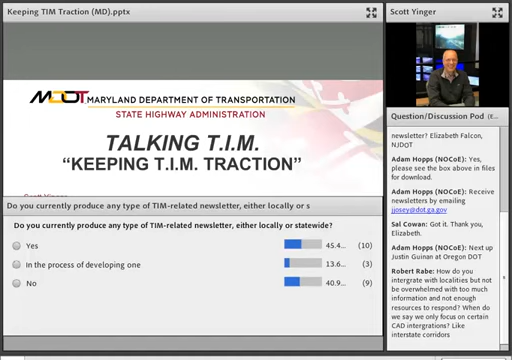 Keeping TIM Traction (MD).pptx
MDOT MARYLAND DEPARTMENT OF TRANSPORTATION
STATE HIGHWAY ADMINISTRATION
TALKING T.I.M.
“KEEPING T.I.M. TRACTION”
Scott Yinger
Do you currently produce any type of TIM-related newsletter, either locally or s
Do you currently produce any type of TIM-related newsletter, either locally or statewide?
Yes 45.4... (10)
In the process of developing one 13.6... (3)
No 40.9... (9)
Scott Yinger
Question/Discussion Pod (E...
newsletter? Elizabeth Falcon,
NJDOT
Adam Hopps (NOCoE): Yes,
please see the box above in files
for download.
Adam Hopps (NOCoE): Receive
newsletters by emailing
jjosey@dot.ga.gov
Sal Cowan: Got it. Thank you,
Elizabeth.
Adam Hopps (NOCoE): Next up
Justin Guinan at Oregon DOT
Robert Rabe: How do you
intergrate with localities but not
be overwhelmed with too much
information and not enough
resources to respond? When do
we say we only focus on certain
CAD intergrations? Like
interstate corridors